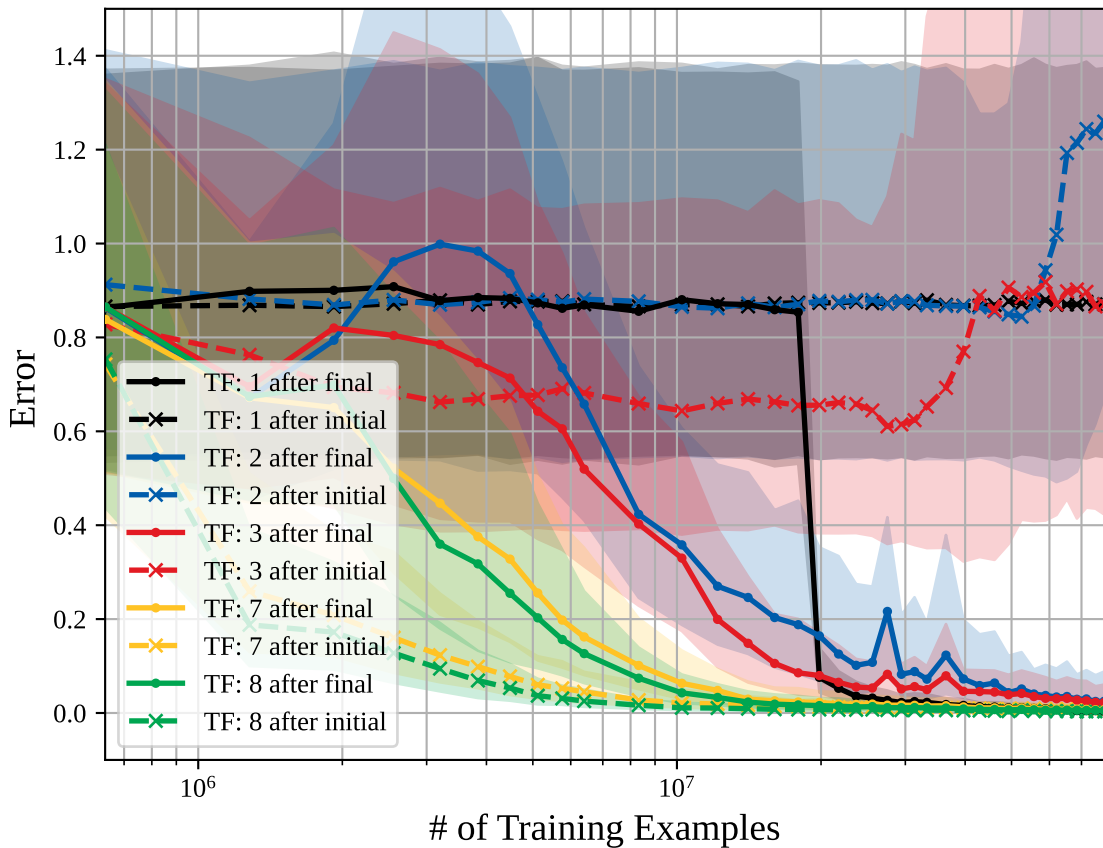 1.4
1.2
1.0
0.8
0.6
0.4
0.2
0.0
Error
TF: 1 after final
TF: 1 after initial
TF: 2 after final
TF: 2 after initial
TF: 3 after final
TF: 3 after initial
TF: 7 after final
TF: 7 after initial
TF: 8 after final
TF: 8 after initial
10⁶ 10⁷
# of Training Examples